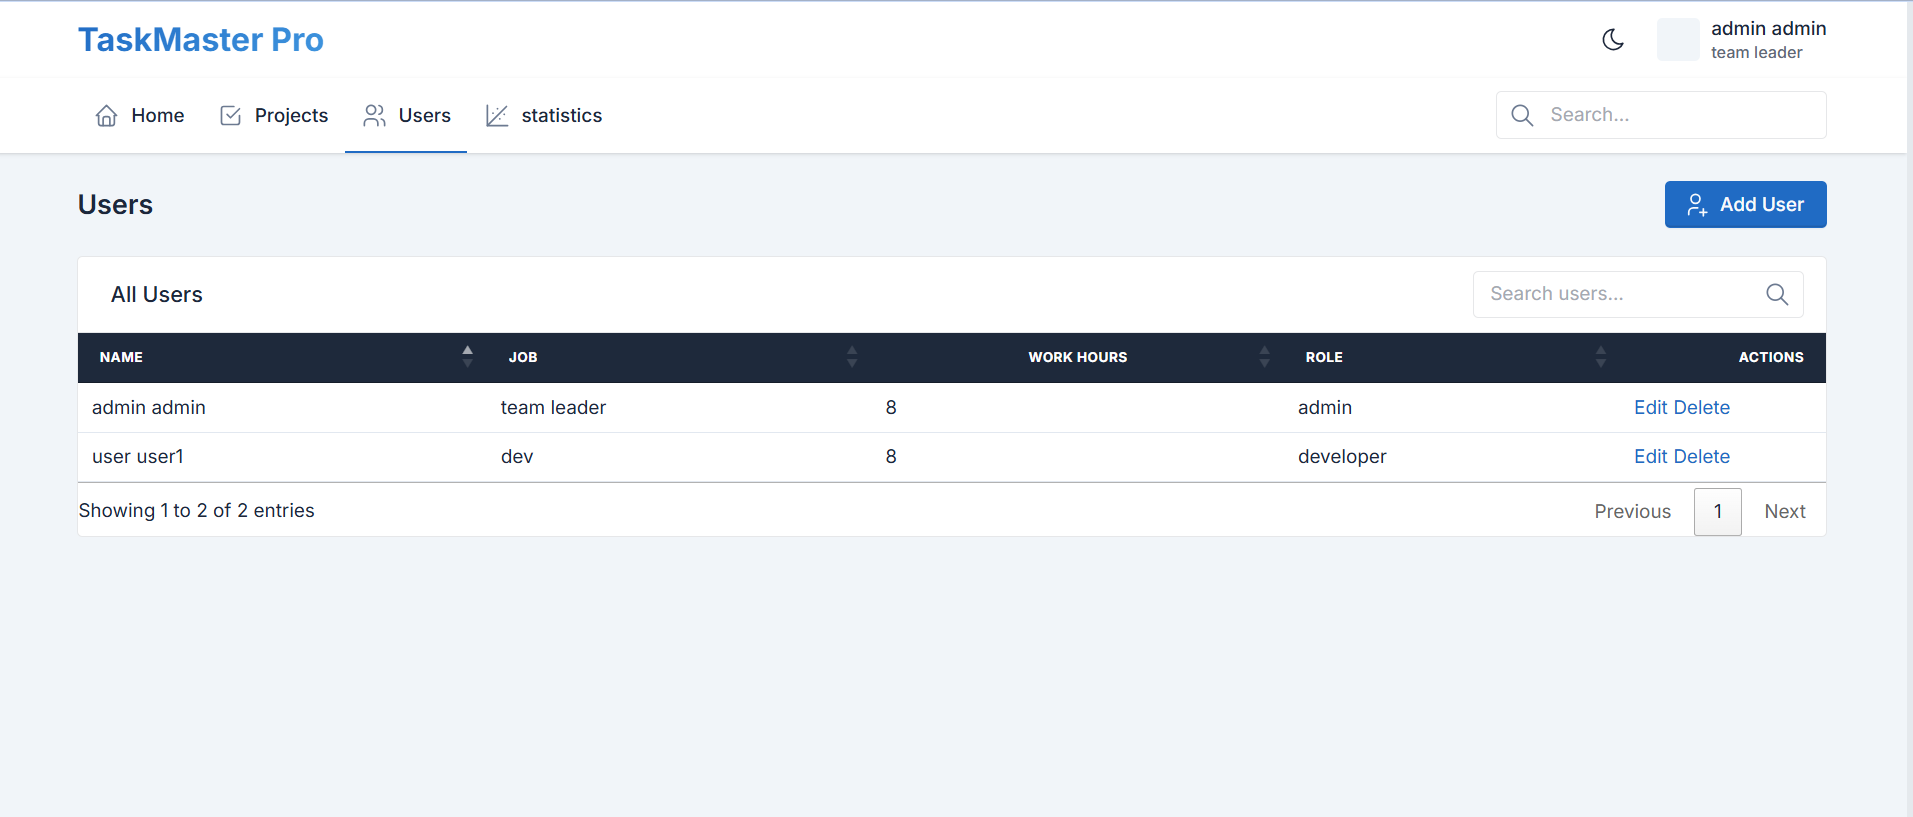 TaskMaster Pro
admin admin
team leader
Home Projects Users statistics
Search...
Users
Add User
All Users
Search users...
NAME JOB WORK HOURS ROLE ACTIONS
admin admin team leader 8 admin Edit Delete
user user1 dev 8 developer Edit Delete
Showing 1 to 2 of 2 entries
Previous 1 Next